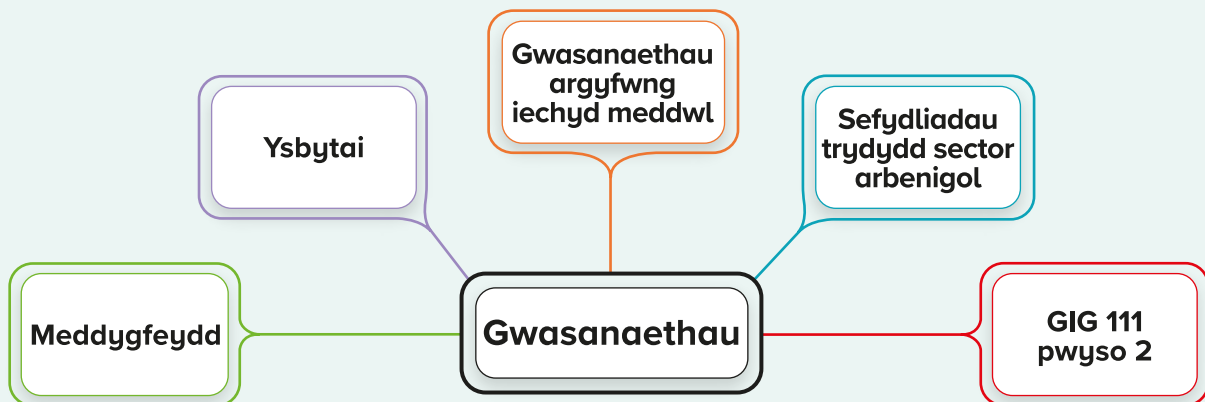 Gwasanaethau
argyfwng
iechyd meddwl
Ysbytai
Sefydliadau
trydydd sector
arbenigol
Meddygfeydd
Gwasanaethau
GIG 111
pwyso 2